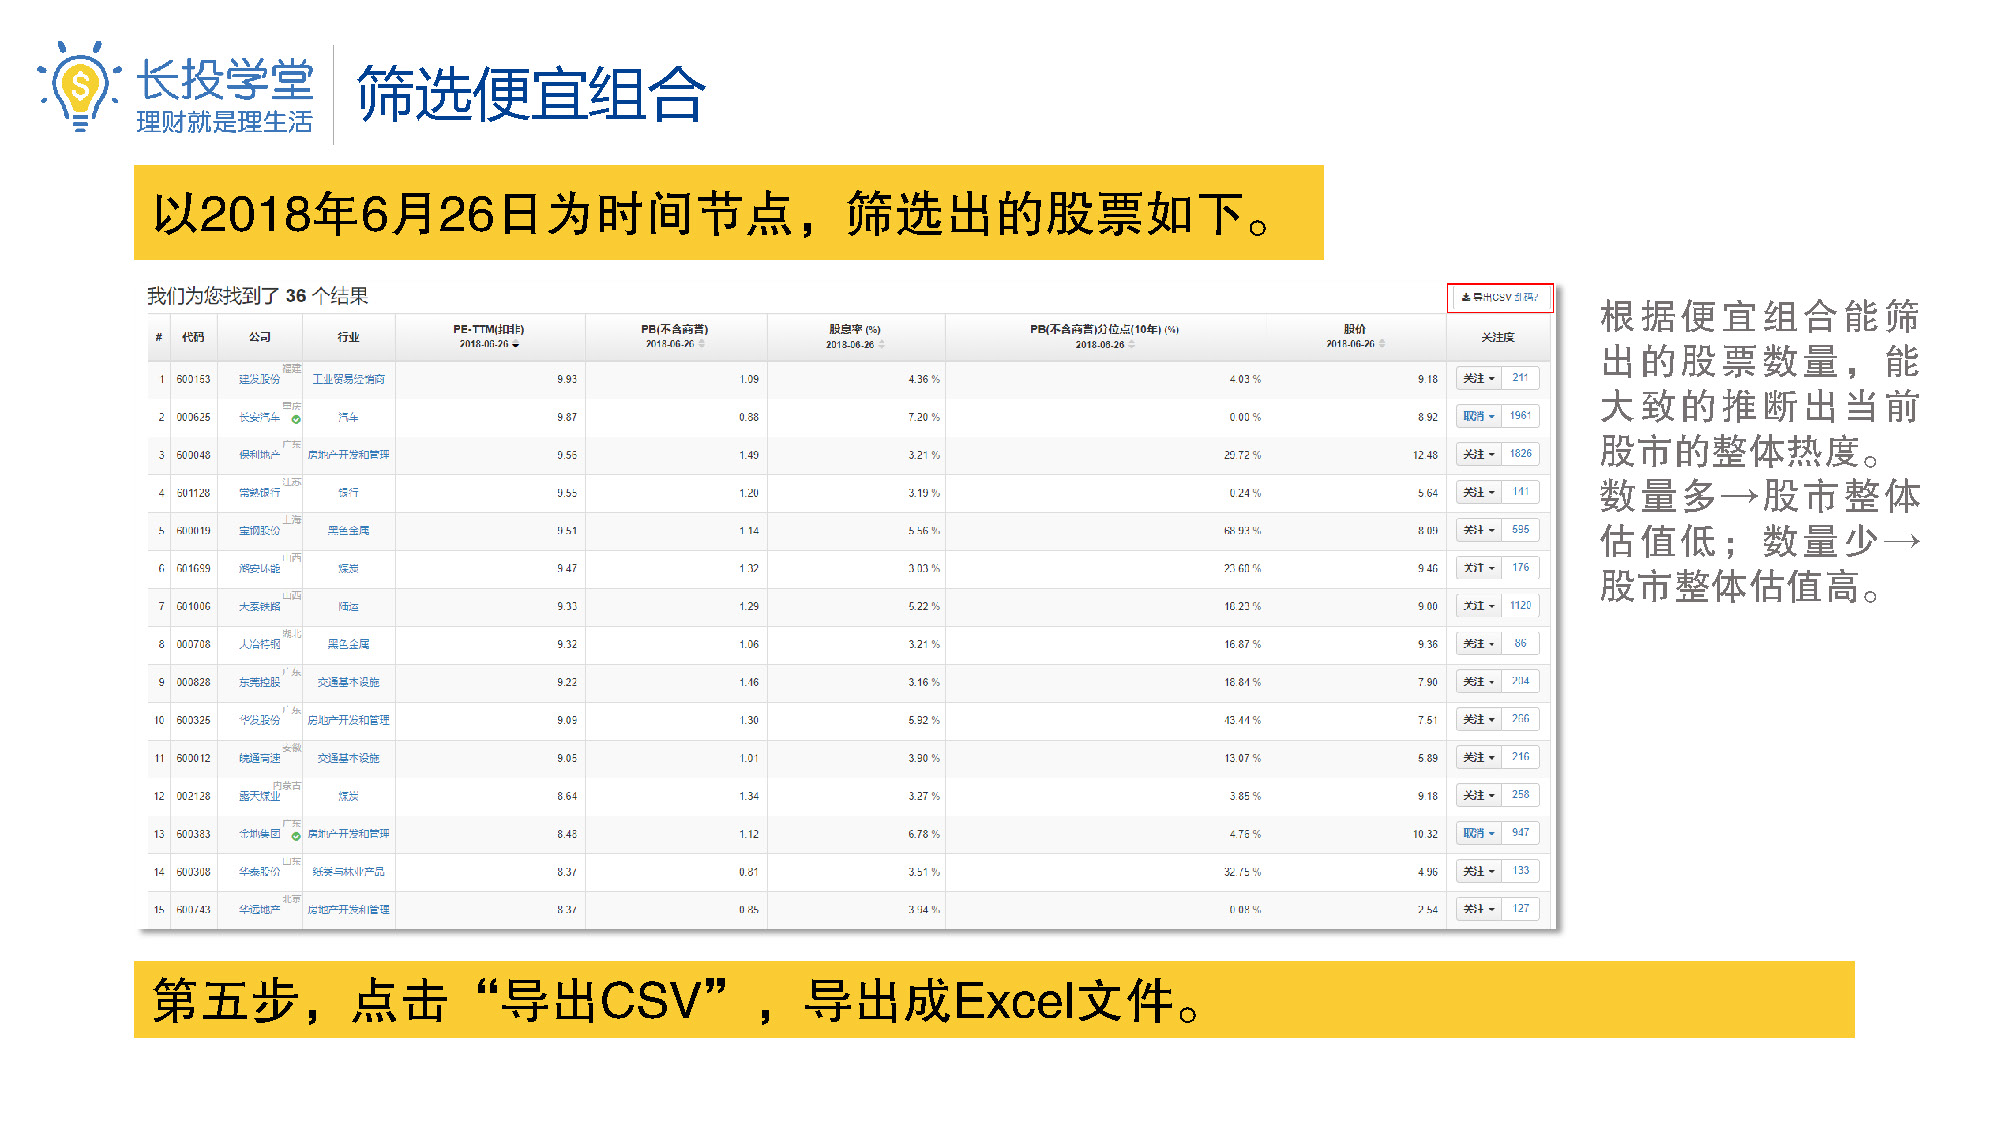 长投学堂
理财就是理生活
筛选便宜组合
以2018年6月26日为时间节点，筛选出的股票如下。
我们为您找到了 36 个结果
导出CSV 乱码?
# 代码 公司 行业 PE-TTM(扣非) PB(不含商誉) 股息率 (%) PB(不含商誉)分位点(10年) (%) 股价 关注度
2018-06-26 2018-06-26 2018-06-26 2018-06-26 2018-06-26
1 600153 建发股份 福建 工业贸易经销商 9.93 1.09 4.36 % 4.03 % 9.18 关注 211
2 000625 长安汽车 重庆 汽车 9.87 0.88 7.20 % 0.00 % 8.92 取消 1961
3 600048 保利地产 广东 房地产开发和管理 9.56 1.49 3.21 % 29.72 % 12.48 关注 1826
4 601128 常熟银行 江苏 银行 9.55 1.20 3.19 % 0.24 % 5.64 关注 141
5 600019 宝钢股份 上海 黑色金属 9.51 1.14 5.56 % 68.93 % 8.09 关注 595
6 601699 潞安环能 山西 煤炭 9.47 1.32 3.03 % 23.60 % 9.46 关注 176
7 601006 大秦铁路 山西 陆运 9.33 1.29 5.22 % 18.23 % 9.00 关注 1120
8 000708 大冶特钢 湖北 黑色金属 9.32 1.06 3.21 % 16.87 % 9.36 关注 86
9 000828 东莞控股 广东 交通基本设施 9.22 1.46 3.16 % 18.84 % 7.90 关注 204
10 600325 华发股份 广东 房地产开发和管理 9.09 1.30 5.92 % 43.44 % 7.51 关注 266
11 600012 皖通高速 安徽 交通基本设施 9.05 1.01 3.90 % 13.07 % 5.89 关注 216
12 002128 露天煤业 内蒙古 煤炭 8.64 1.34 3.27 % 3.85 % 9.18 关注 258
13 600383 金地集团 广东 房地产开发和管理 8.48 1.12 6.78 % 4.76 % 10.32 取消 947
14 600308 华泰股份 山东 纸类与林业产品 8.37 0.81 3.51 % 32.75 % 4.96 关注 133
15 600743 华远地产 北京 房地产开发和管理 8.37 0.85 3.94 % 0.08 % 2.54 关注 127
根据便宜组合能筛
出的股票数量，能
大致的推断出当前
股市的整体热度。
数量多→股市整体
估值低；数量少→
股市整体估值高。
第五步，点击“导出CSV”，导出成Excel文件。